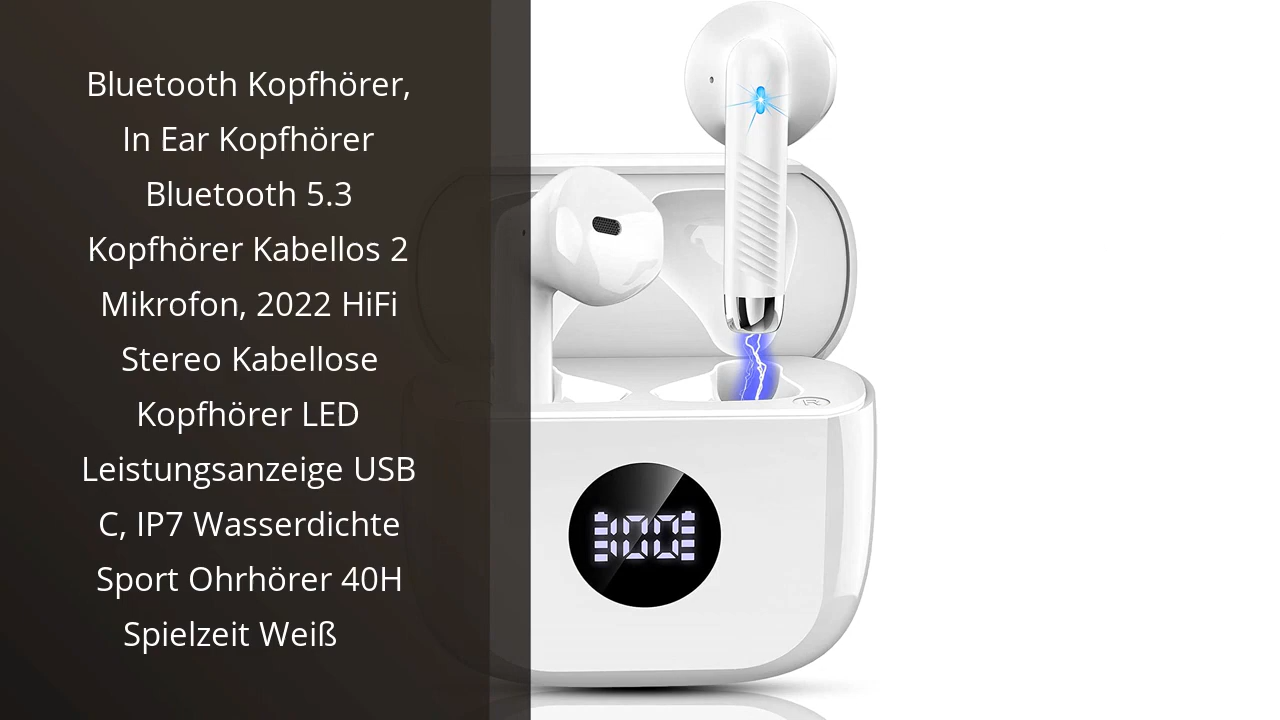 Bluetooth Kopfhörer,
In Ear Kopfhörer
Bluetooth 5.3
Kopfhörer Kabellos 2
Mikrofon, 2022 HiFi
Stereo Kabellose
Kopfhörer LED
Leistungsanzeige USB
C, IP7 Wasserdichte
Sport Ohrhörer 40H
Spielzeit Weiß
R
100